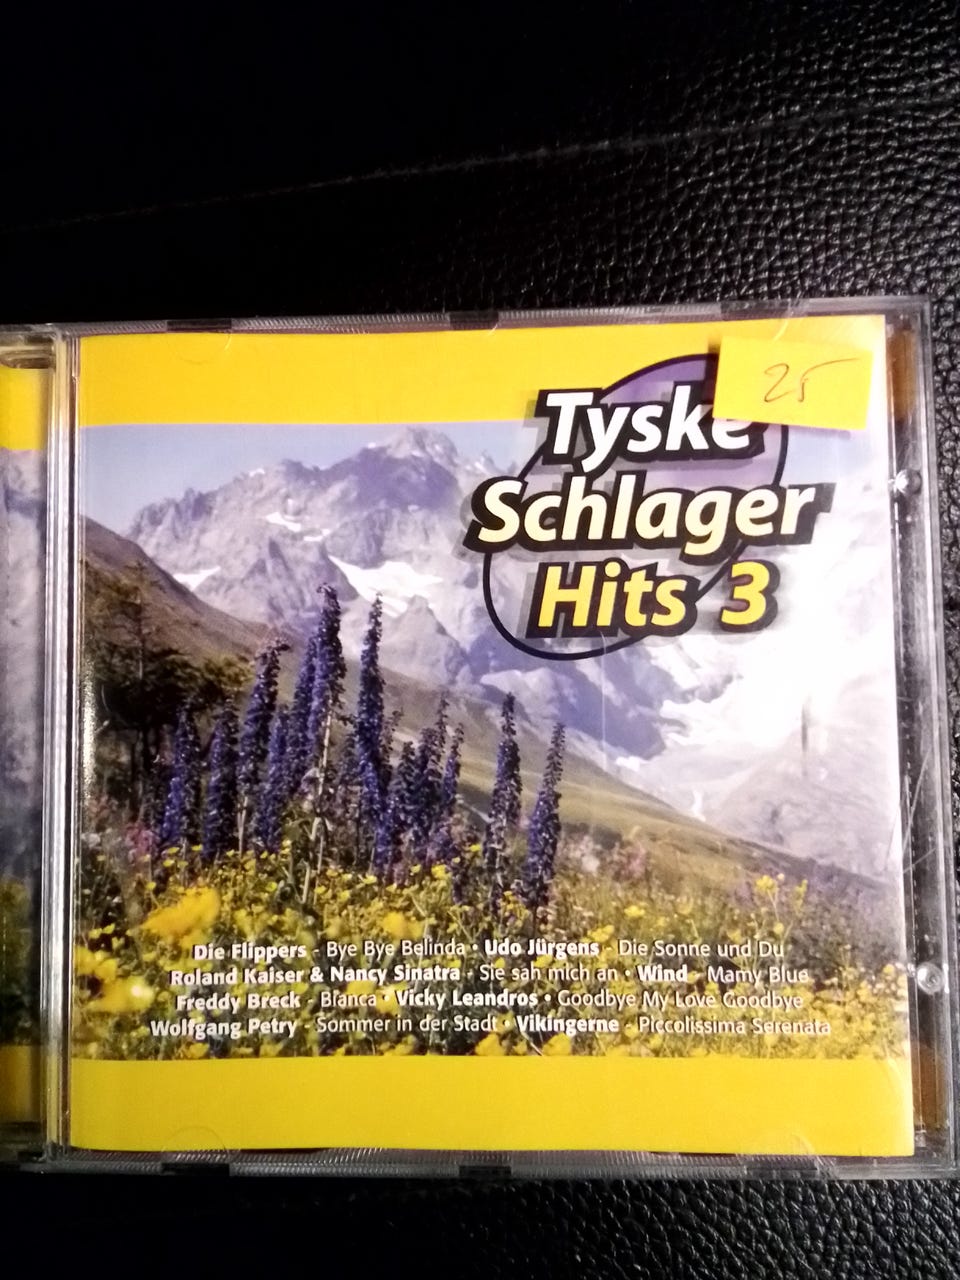 25
Tyske
Schlager
Hits 3
Die Flippers - Bye Bye Belinda • Udo Jürgens - Die Sonne und Du
Roland Kaiser & Nancy Sinatra - Sie sah mich an • Wind - Mamy Blue
Freddy Breck - Bianca • Vicky Leandros • Goodbye My Love Goodbye
Wolfgang Petry - Sommer in der Stadt • Vikingerne - Piccolissima Serenata